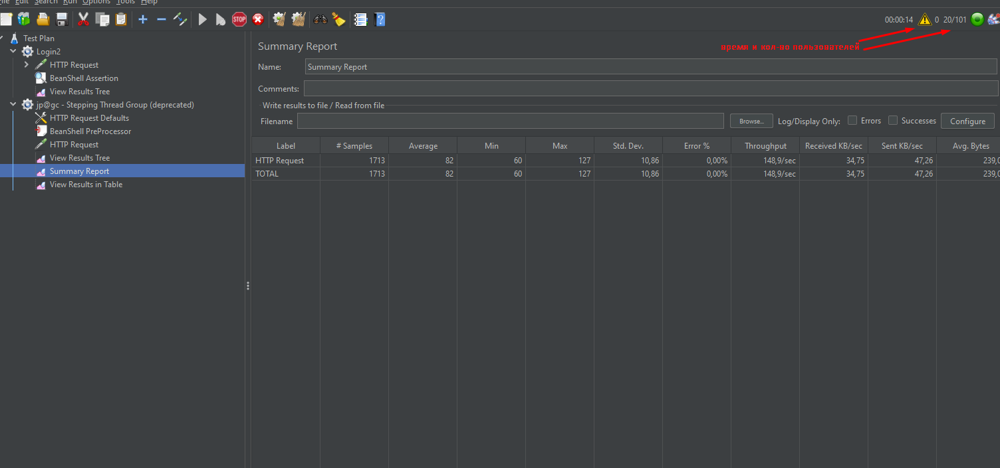 File Edit Search Run Options Tools Help
STOP
00:00:14 0 20/101
время и кол-во пользователей
Test Plan
Login2
HTTP Request
BeanShell Assertion
View Results Tree
jp@gc - Stepping Thread Group (deprecated)
HTTP Request Defaults
BeanShell PreProcessor
HTTP Request
View Results Tree
Summary Report
View Results in Table
Summary Report
Name: Summary Report
Comments:
Write results to file / Read from file
Filename Browse... Log/Display Only: Errors Successes Configure
Label # Samples Average Min Max Std. Dev. Error % Throughput Received KB/sec Sent KB/sec Avg. Bytes
HTTP Request 1713 82 60 127 10,86 0,00% 148,9/sec 34,75 47,26 239,0
TOTAL 1713 82 60 127 10,86 0,00% 148,9/sec 34,75 47,26 239,0